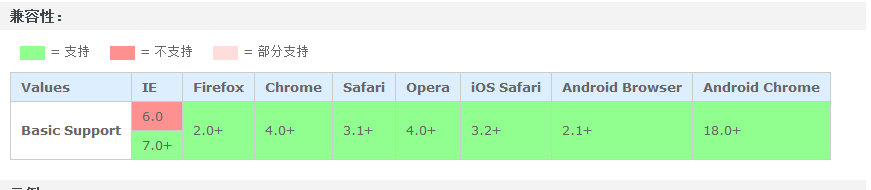 兼容性：
= 支持 = 不支持 = 部分支持
Values IE Firefox Chrome Safari Opera iOS Safari Android Browser Android Chrome
Basic Support 6.0 2.0+ 4.0+ 3.1+ 4.0+ 3.2+ 2.1+ 18.0+
7.0+